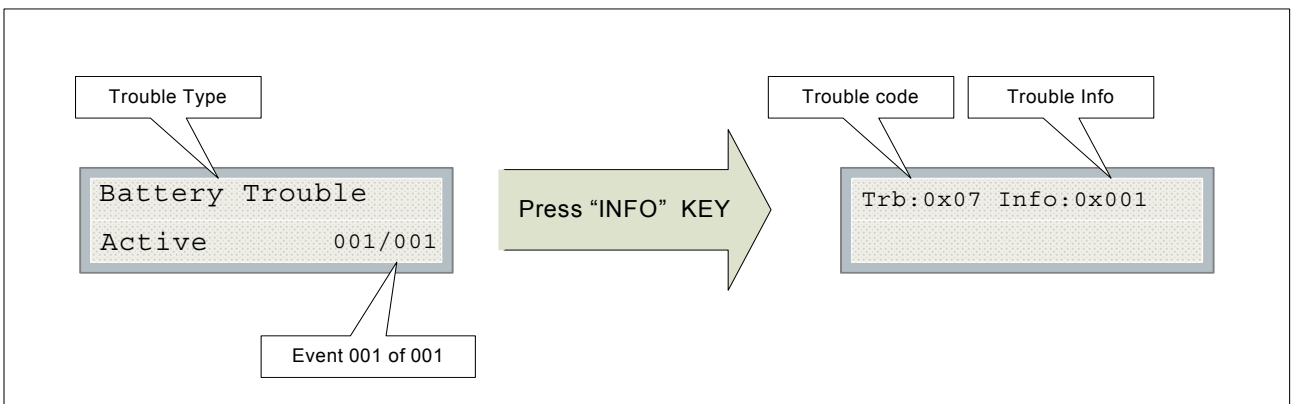 Trouble Type
Battery Trouble
Active 001/001
Event 001 of 001
Press “INFO” KEY
Trouble code
Trouble Info
Trb:0x07 Info:0x001